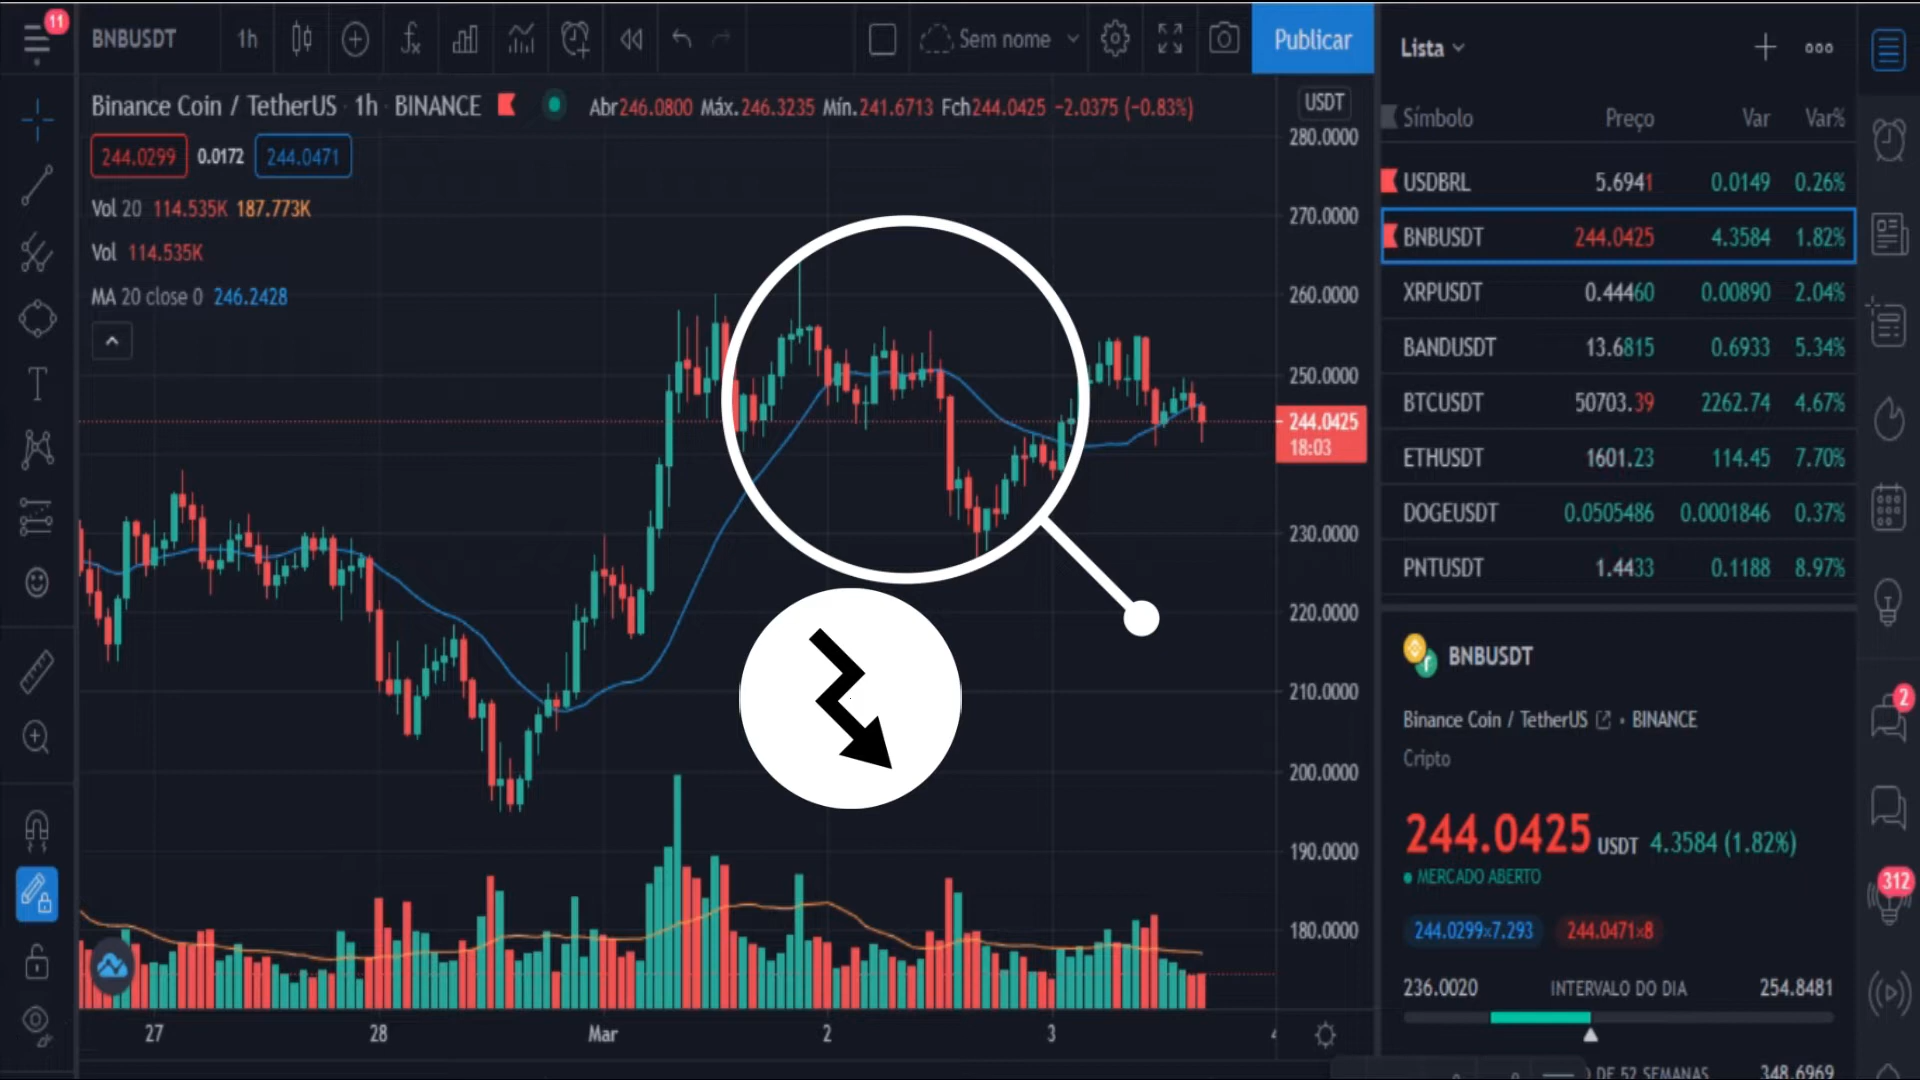 11
BNBUSDT
1h
Sem nome
Publicar
Lista
Binance Coin / TetherUS · 1h · BINANCE
Abr246.0800 Máx.246.3235 Mín.241.6713 Fch244.0425 −2.0375 (−0.83%)
USDT
244.0299 0.0172 244.0471
Vol 20 114.535K 187.773K
Vol 114.535K
MA 20 close 0 246.2428
280.0000
270.0000
260.0000
250.0000
244.0425
18:03
230.0000
220.0000
210.0000
200.0000
190.0000
180.0000
27 28 Mar 2 3 4
Símbolo Preço Var Var%
USDBRL 5.6941 0.0149 0.26%
BNBUSDT 244.0425 4.3584 1.82%
XRPUSDT 0.44460 0.00890 2.04%
BANDUSDT 13.6815 0.6933 5.34%
BTCUSDT 50703.39 2262.74 4.67%
ETHUSDT 1601.23 114.45 7.70%
DOGEUSDT 0.0505486 0.0001846 0.37%
PNTUSDT 1.4433 0.1188 8.97%
BNBUSDT
Binance Coin / TetherUS • BINANCE
Cripto
244.0425 USDT 4.3584 (1.82%)
MERCADO ABERTO
244.0299×7.293 244.0471×8
236.0020 INTERVALO DO DIA 254.8481
DE 52 SEMANAS 348.6969
2
312